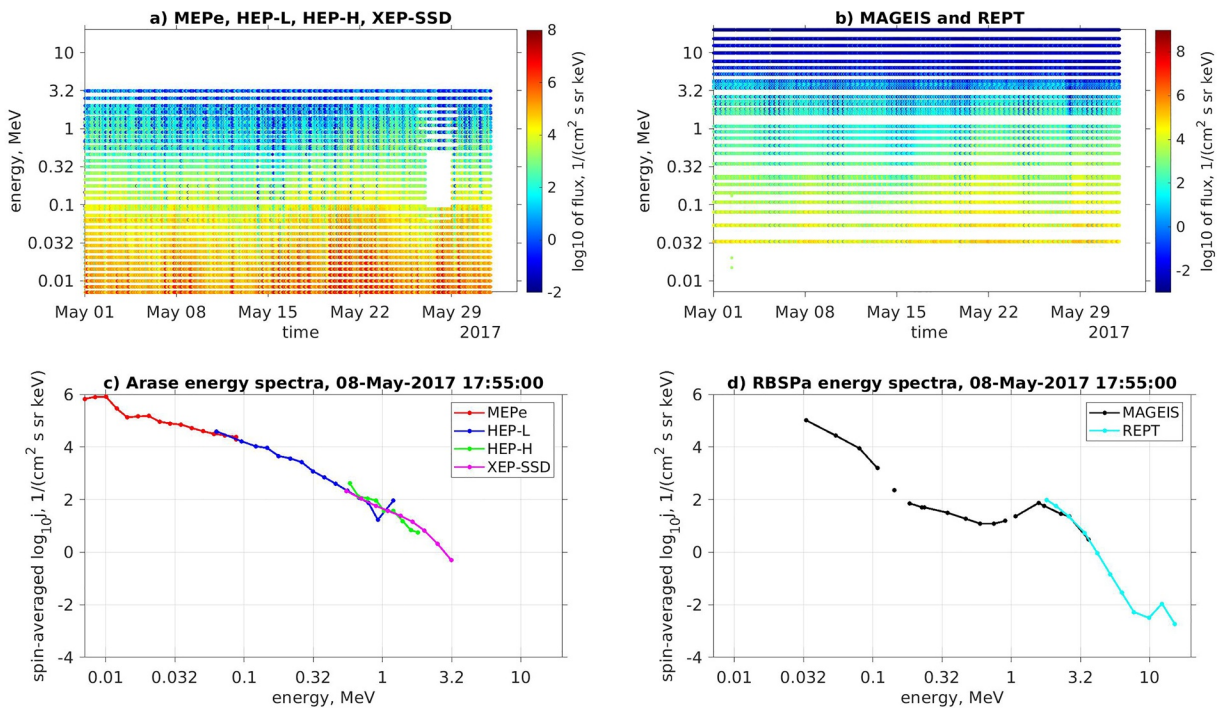 a) MEPe, HEP-L, HEP-H, XEP-SSD
energy, MeV
10
3.2
1
0.32
0.1
0.032
0.01
May 01 May 08 May 15 May 22 May 29
time
2017
8
6
4
2
0
-2
log10 of flux, 1/(cm2 s sr keV)
b) MAGEIS and REPT
energy, MeV
10
3.2
1
0.32
0.1
0.032
0.01
May 01 May 08 May 15 May 22 May 29
time
2017
8
6
4
2
0
-2
log10 of flux, 1/(cm2 s sr keV)
c) Arase energy spectra, 08-May-2017 17:55:00
spin-averaged log10j, 1/(cm2 s sr keV)
6
4
2
0
-2
-4
MEPe
HEP-L
HEP-H
XEP-SSD
0.01 0.032 0.1 0.32 1 3.2 10
energy, MeV
d) RBSPa energy spectra, 08-May-2017 17:55:00
spin-averaged log10j, 1/(cm2 s sr keV)
6
4
2
0
-2
-4
MAGEIS
REPT
0.01 0.032 0.1 0.32 1 3.2 10
energy, MeV